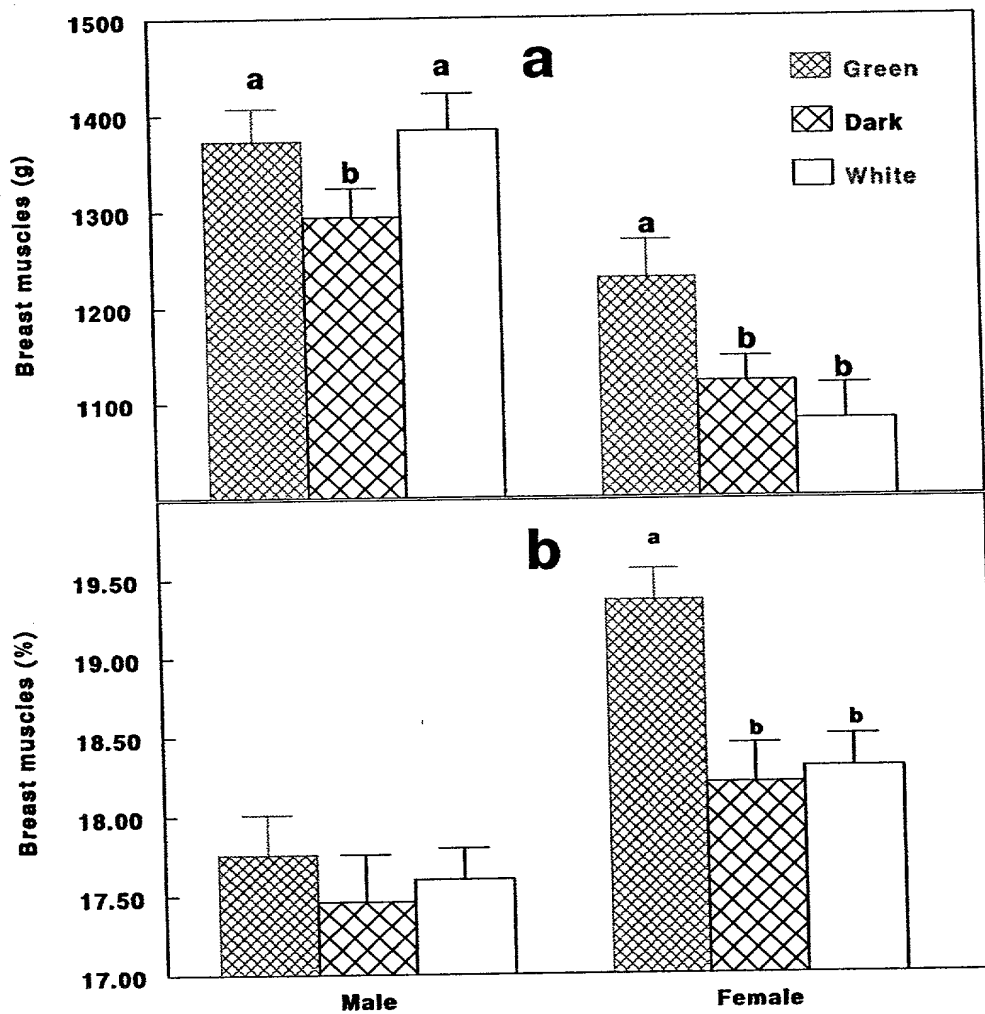 1500
1400
1300
1200
1100
Breast muscles (g)
a
b
a
a
a
b
b
Green
Dark
White
19.50
19.00
18.50
18.00
17.50
17.00
Breast muscles (%)
b
a
b
b
Male
Female